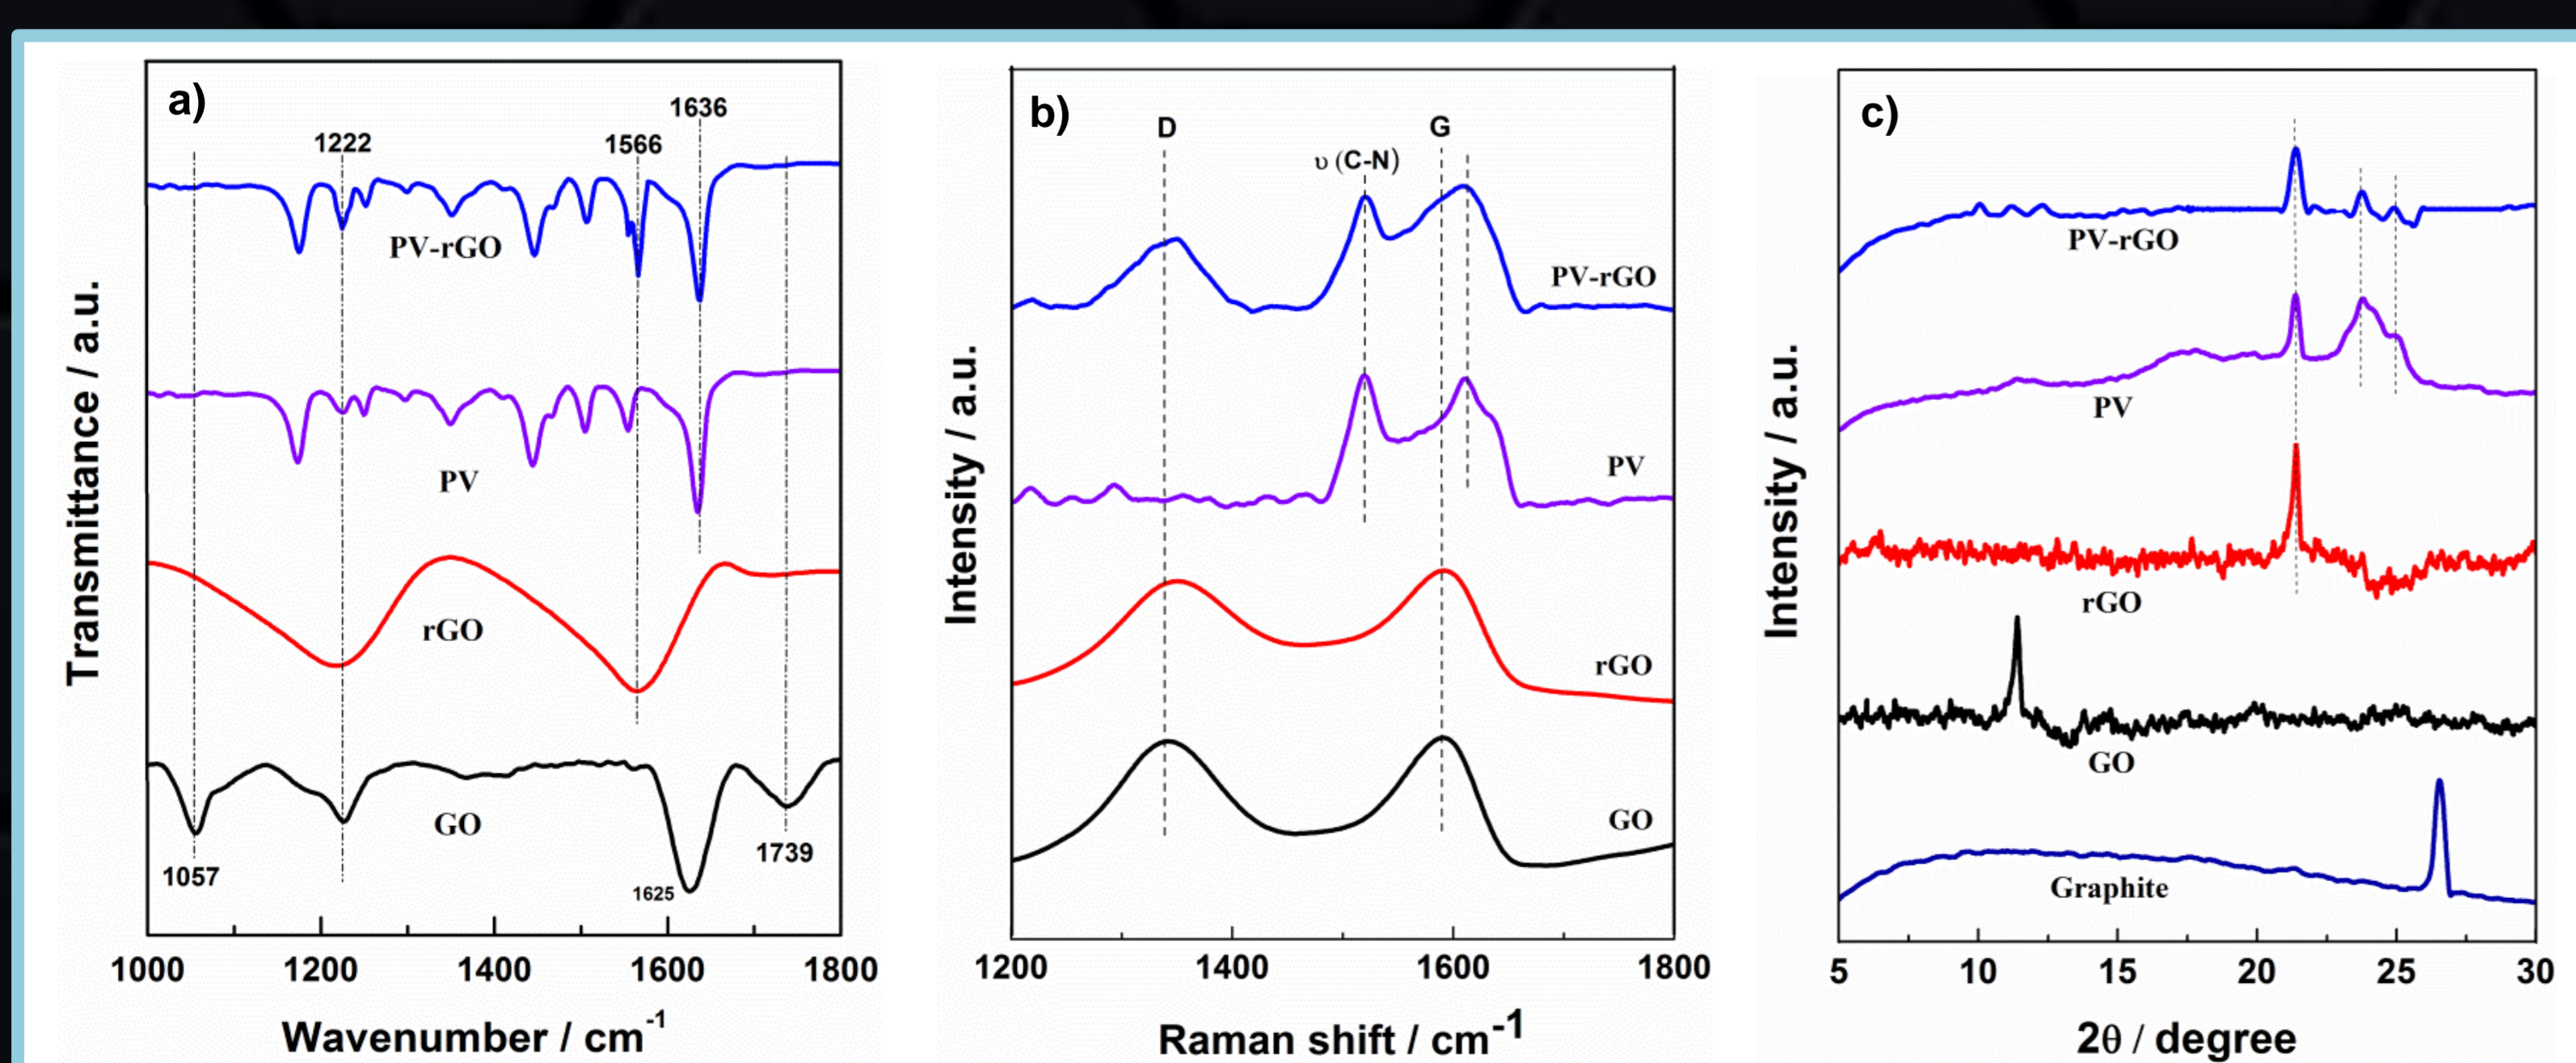 a)
1222
1566
1636
PV-rGO
PV
rGO
GO
1057
1625
1739
1000 1200 1400 1600 1800
Transmittance / a.u.
Wavenumber / cm-1
b)
D
υ (C-N)
G
PV-rGO
PV
rGO
GO
1200 1400 1600 1800
Intensity / a.u.
Raman shift / cm-1
c)
PV-rGO
PV
rGO
GO
Graphite
5 10 15 20 25 30
Intensity / a.u.
2θ / degree